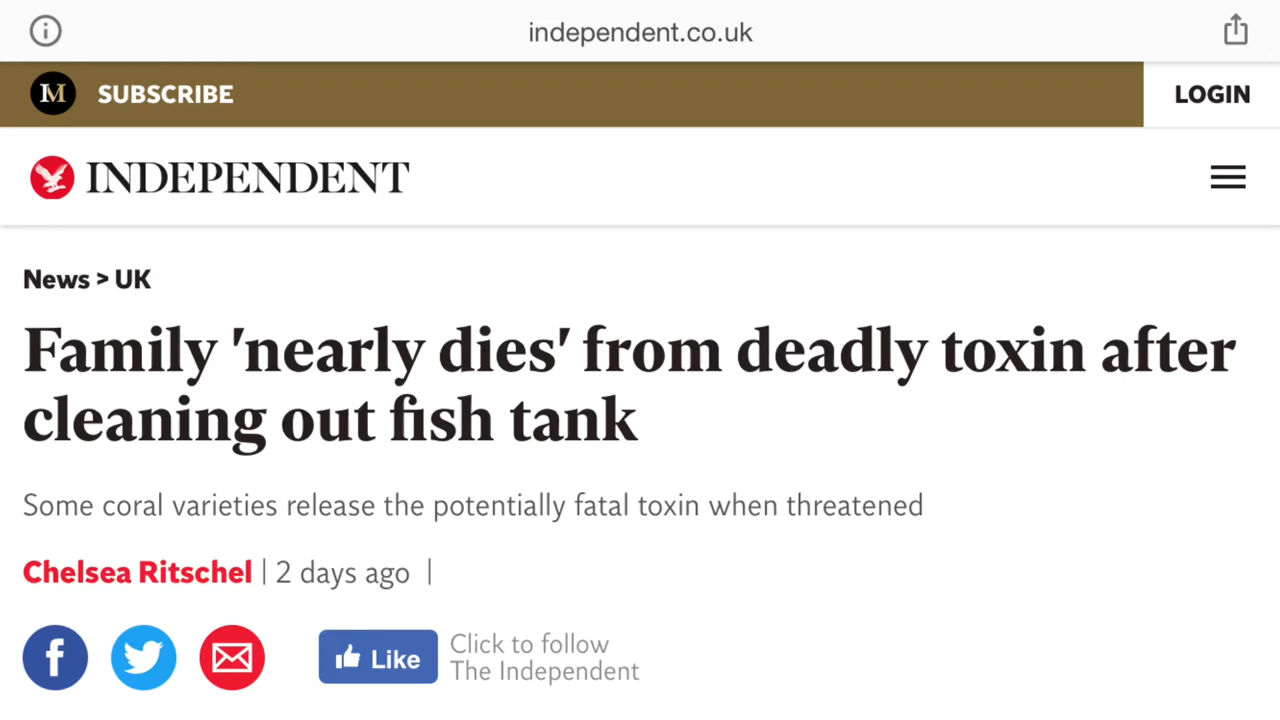 independent.co.uk
IM SUBSCRIBE
LOGIN
INDEPENDENT
News > UK
Family 'nearly dies' from deadly toxin after
cleaning out fish tank
Some coral varieties release the potentially fatal toxin when threatened
Chelsea Ritschel | 2 days ago |
Like
Click to follow
The Independent